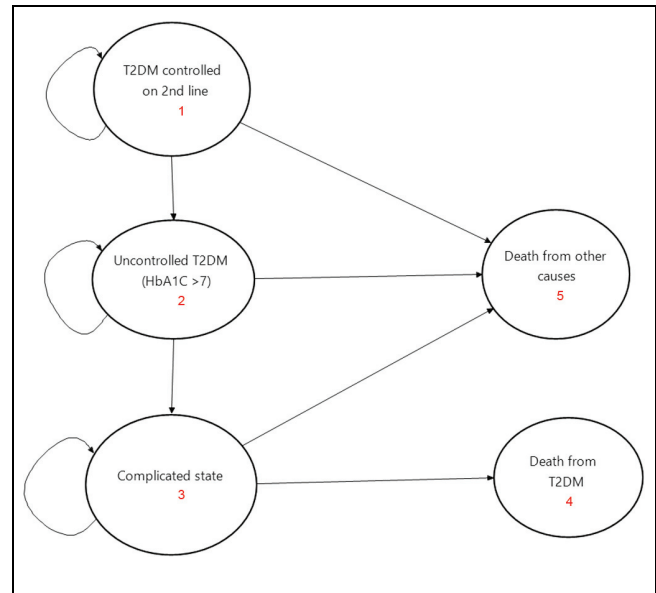 T2DM controlled
on 2nd line
1
Uncontrolled T2DM
(HbA1C >7)
2
Death from other
causes
5
Complicated state
3
Death from
T2DM
4